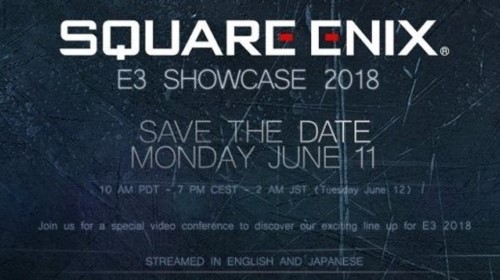 SQUARE ENIX®
E3 SHOWCASE 2018
SAVE THE DATE
MONDAY JUNE 11
10 AM PDT - 7 PM CEST - 2 AM JST (Tuesday June 12)
Join us for a special video conference to discover our exciting line up for E3 2018
STREAMED IN ENGLISH AND JAPANESE